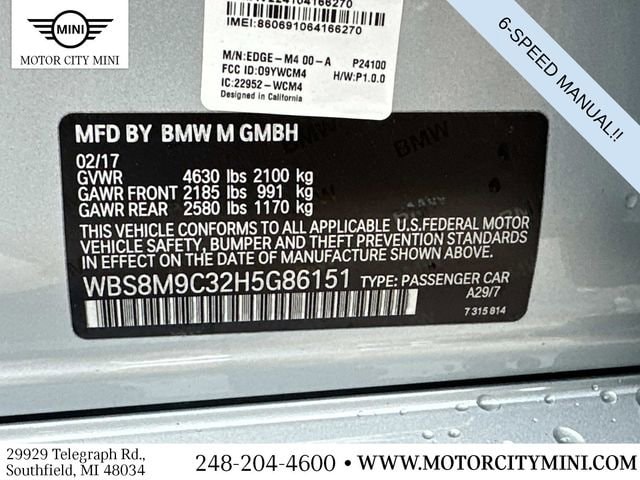 MINI
MOTOR CITY MINI
6-SPEED MANUAL!!
IMEI:860691064166270
M/N:EDGE-M4 00-A P24100
FCC ID:O9YWCM4 H/W:P1.0.0
IC:22952-WCM4
Designed in California
MFD BY BMW M GMBH
02/17
GVWR 4630 lbs 2100 kg
GAWR FRONT 2185 lbs 991 kg
GAWR REAR 2580 lbs 1170 kg
THIS VEHICLE CONFORMS TO ALL APPLICABLE U.S.FEDERAL MOTOR
VEHICLE SAFETY, BUMPER AND THEFT PREVENTION STANDARDS
IN EFFECT ON THE DATE OF MANUFACTURE SHOWN ABOVE.
WBS8M9C32H5G86151 TYPE: PASSENGER CAR
A29/7
7 315 814
29929 Telegraph Rd.,
Southfield, MI 48034
248-204-4600 • WWW.MOTORCITYMINI.COM